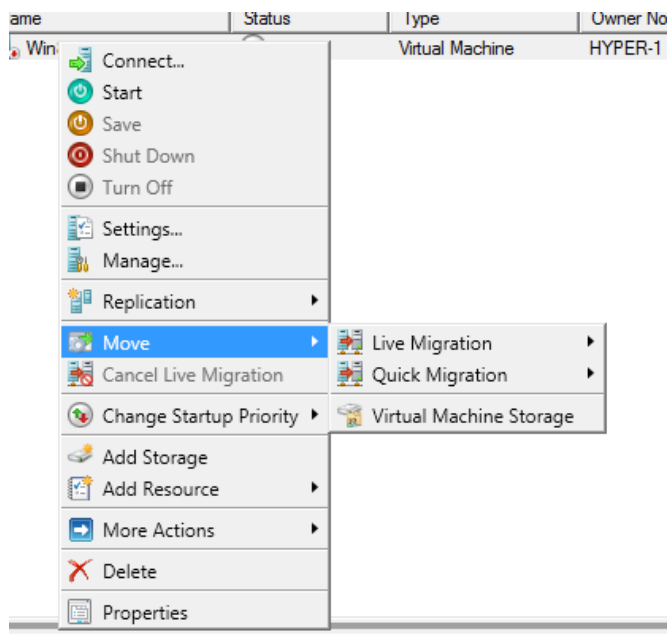 ame Status Type Owner No
Win Virtual Machine HYPER-1
Connect...
Start
Save
Shut Down
Turn Off
Settings...
Manage...
Replication
Move
Live Migration
Cancel Live Migration
Quick Migration
Change Startup Priority
Virtual Machine Storage
Add Storage
Add Resource
More Actions
Delete
Properties